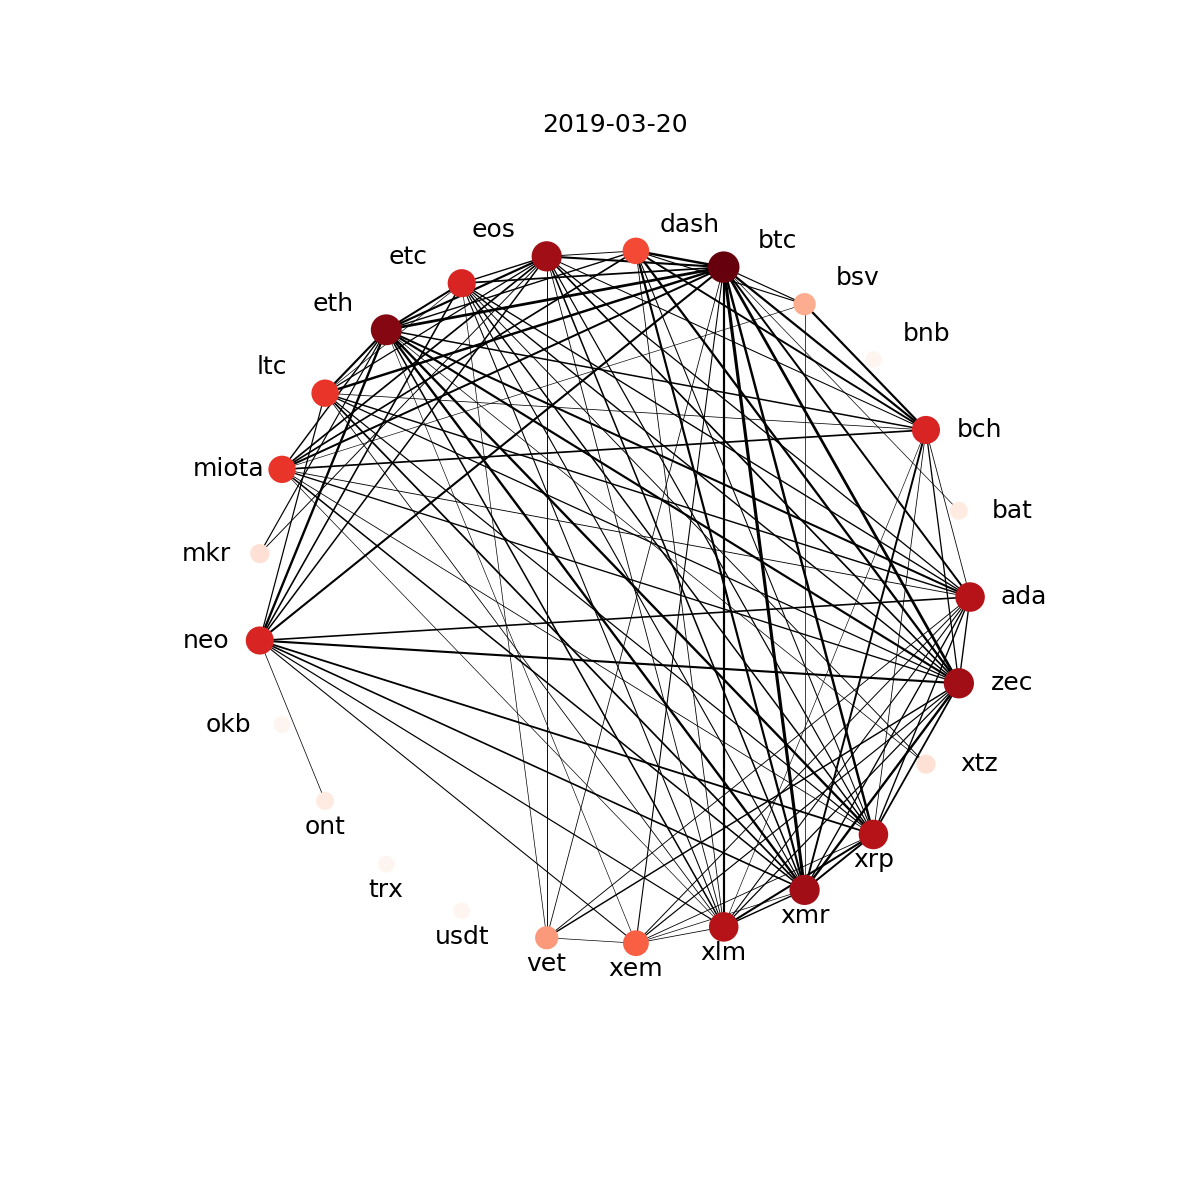 2019-03-20
dash
eos
btc
etc
bsv
eth
bnb
ltc
bch
miota
bat
mkr
ada
neo
zec
okb
xtz
ont
xrp
trx
xmr
usdt
xlm
vet
xem